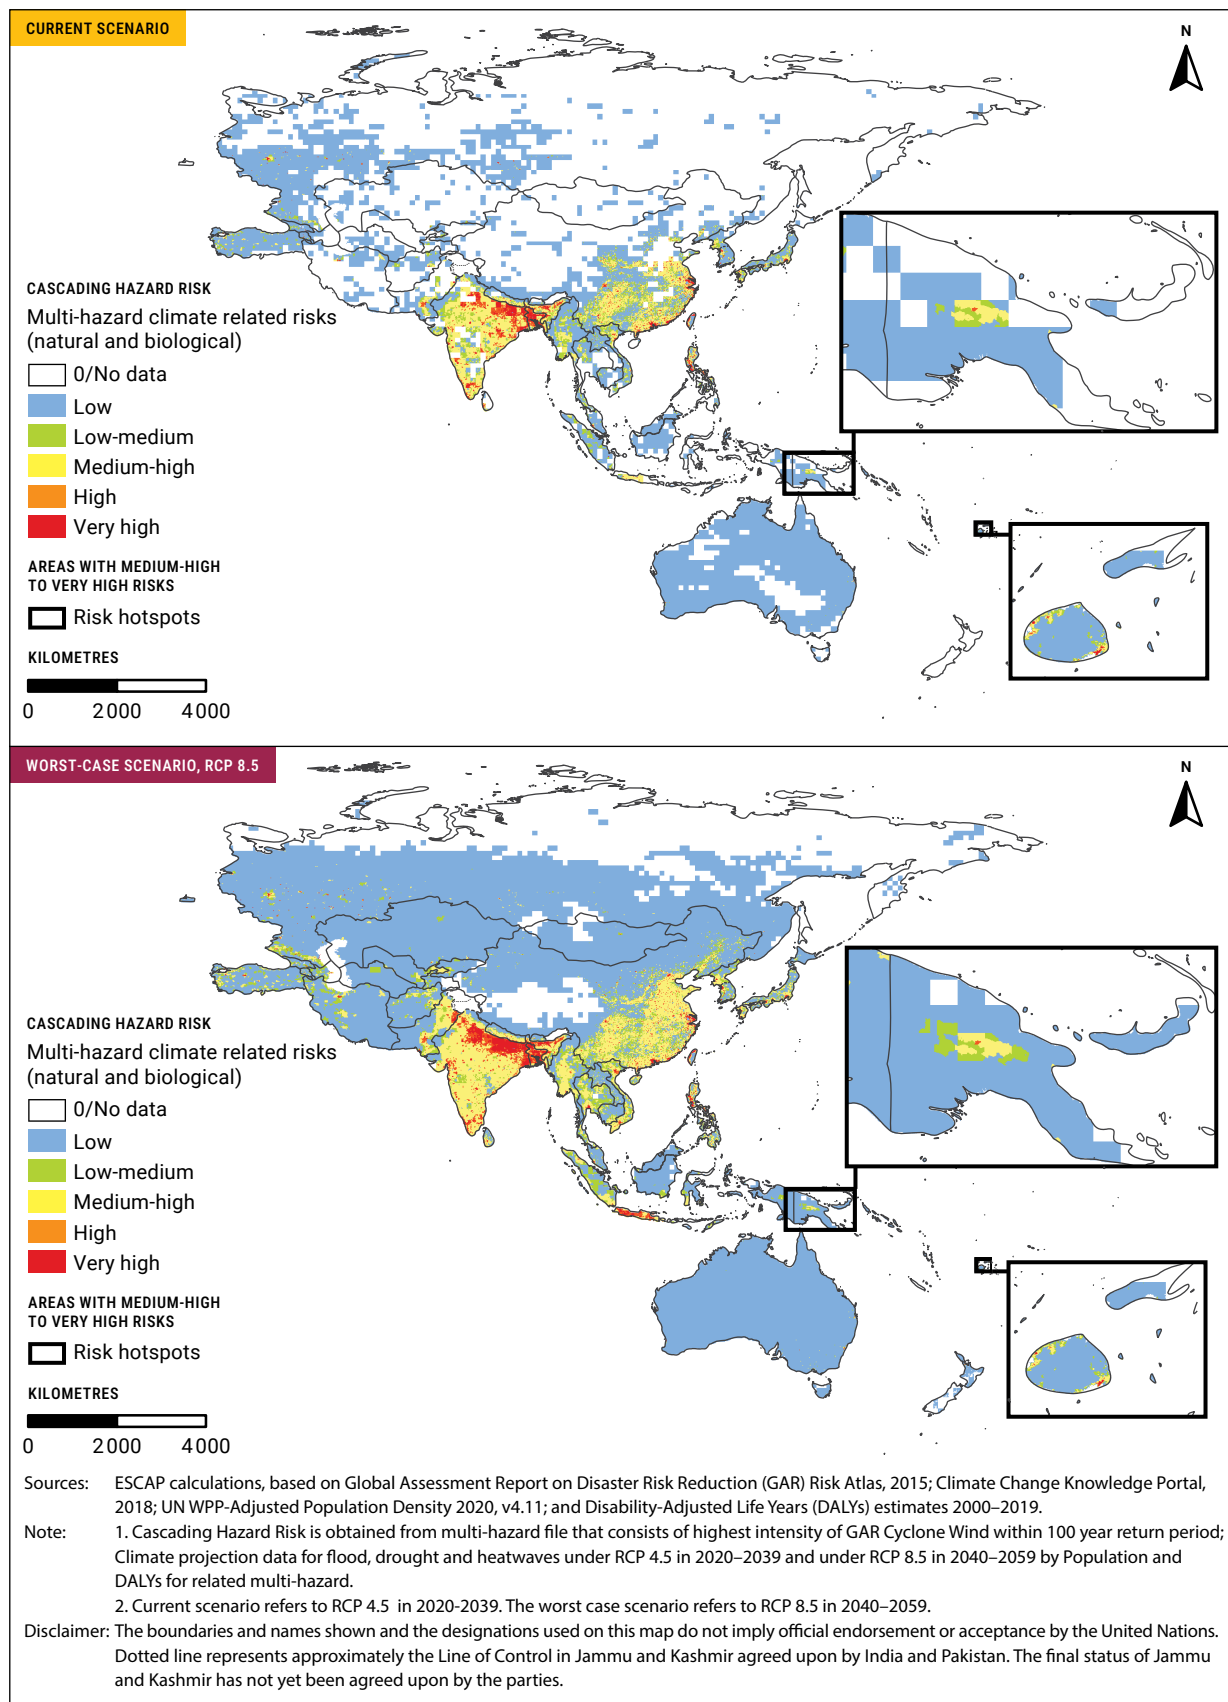 CURRENT SCENARIO
N
CASCADING HAZARD RISK
Multi-hazard climate related risks
(natural and biological)
0/No data
Low
Low-medium
Medium-high
High
Very high
AREAS WITH MEDIUM-HIGH
TO VERY HIGH RISKS
Risk hotspots
KILOMETRES
0 2 000 4 000
WORST-CASE SCENARIO, RCP 8.5
N
CASCADING HAZARD RISK
Multi-hazard climate related risks
(natural and biological)
0/No data
Low
Low-medium
Medium-high
High
Very high
AREAS WITH MEDIUM-HIGH
TO VERY HIGH RISKS
Risk hotspots
KILOMETRES
0 2 000 4 000
Sources: ESCAP calculations, based on Global Assessment Report on Disaster Risk Reduction (GAR) Risk Atlas, 2015; Climate Change Knowledge Portal,
2018; UN WPP-Adjusted Population Density 2020, v4.11; and Disability-Adjusted Life Years (DALYs) estimates 2000–2019.
Note: 1. Cascading Hazard Risk is obtained from multi-hazard file that consists of highest intensity of GAR Cyclone Wind within 100 year return period;
Climate projection data for flood, drought and heatwaves under RCP 4.5 in 2020–2039 and under RCP 8.5 in 2040–2059 by Population and
DALYs for related multi-hazard.
2. Current scenario refers to RCP 4.5 in 2020-2039. The worst case scenario refers to RCP 8.5 in 2040–2059.
Disclaimer: The boundaries and names shown and the designations used on this map do not imply official endorsement or acceptance by the United Nations.
Dotted line represents approximately the Line of Control in Jammu and Kashmir agreed upon by India and Pakistan. The final status of Jammu
and Kashmir has not yet been agreed upon by the parties.